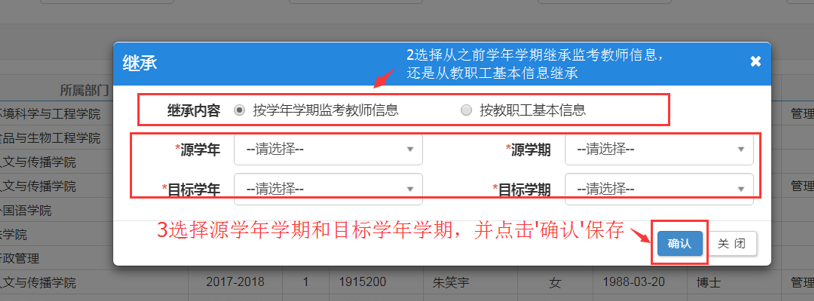 继承
2选择从之前学年学期继承监考教师信息，
还是从教职工基本信息继承
所属部门
继承内容 按学年学期监考教师信息 按教职工基本信息
环境科学与工程学院 管理
食品与生物工程学院
*源学年 --请选择-- *源学期 --请选择--
人文与传播学院
*目标学年 --请选择-- *目标学期 --请选择--
人文与传播学院 管理
外国语学院
3选择源学年学期和目标学年学期，并点击'确认'保存
法学院
确认 关 闭
行政管理
人文与传播学院 2017-2018 1 1915200 朱笑宇 女 1988-03-20 博士 管理